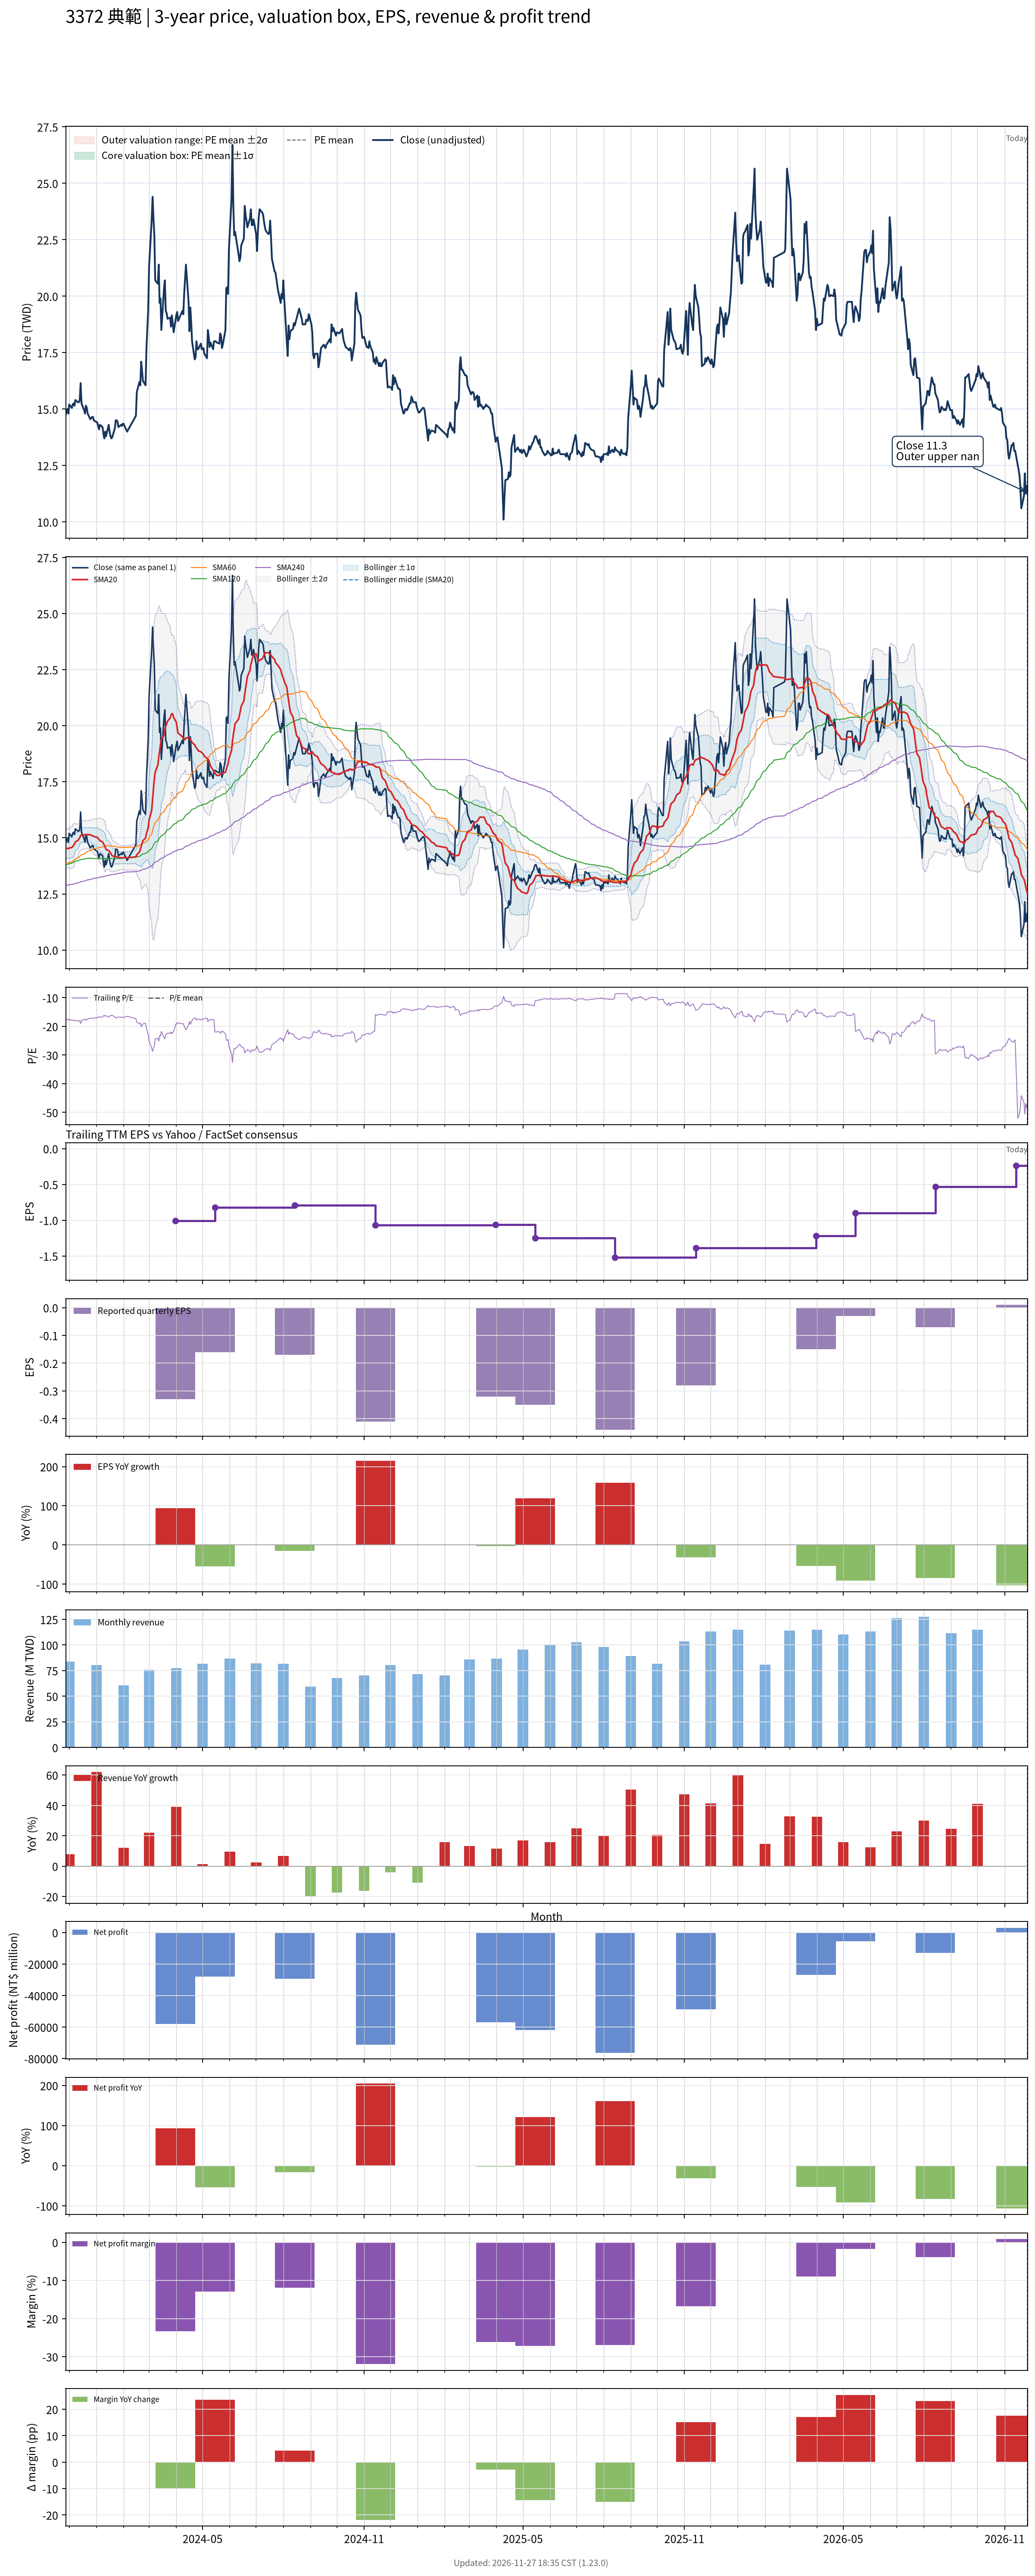 3372 典範 | 3-year price, valuation box, EPS, revenue & profit trend
Outer valuation range: PE mean ±2σ
Core valuation box: PE mean ±1σ
PE mean
Close (unadjusted)
Today
Price (TWD)
27.5
25.0
22.5
20.0
17.5
15.0
12.5
10.0
Close 11.3
Outer upper nan
Close (same as panel 1)
SMA20
SMA60
SMA120
SMA240
Bollinger ±2σ
Bollinger ±1σ
Bollinger middle (SMA20)
Price
27.5
25.0
22.5
20.0
17.5
15.0
12.5
10.0
Trailing P/E
P/E mean
P/E
-10
-20
-30
-40
-50
Trailing TTM EPS vs Yahoo / FactSet consensus
Today
EPS
0.0
-0.5
-1.0
-1.5
Reported quarterly EPS
EPS
0.0
-0.1
-0.2
-0.3
-0.4
EPS YoY growth
YoY (%)
200
100
0
-100
Monthly revenue
Revenue (M TWD)
125
100
75
50
25
0
Revenue YoY growth
YoY (%)
60
40
20
0
-20
Month
Net profit
Net profit (NT$ million)
0
-20000
-40000
-60000
-80000
Net profit YoY
YoY (%)
200
100
0
-100
Net profit margin
Margin (%)
0
-10
-20
-30
Margin YoY change
Δ margin (pp)
20
10
0
-10
-20
2024-05
2024-11
2025-05
2025-11
2026-05
2026-11
Updated: 2026-11-27 18:35 CST (1.23.0)